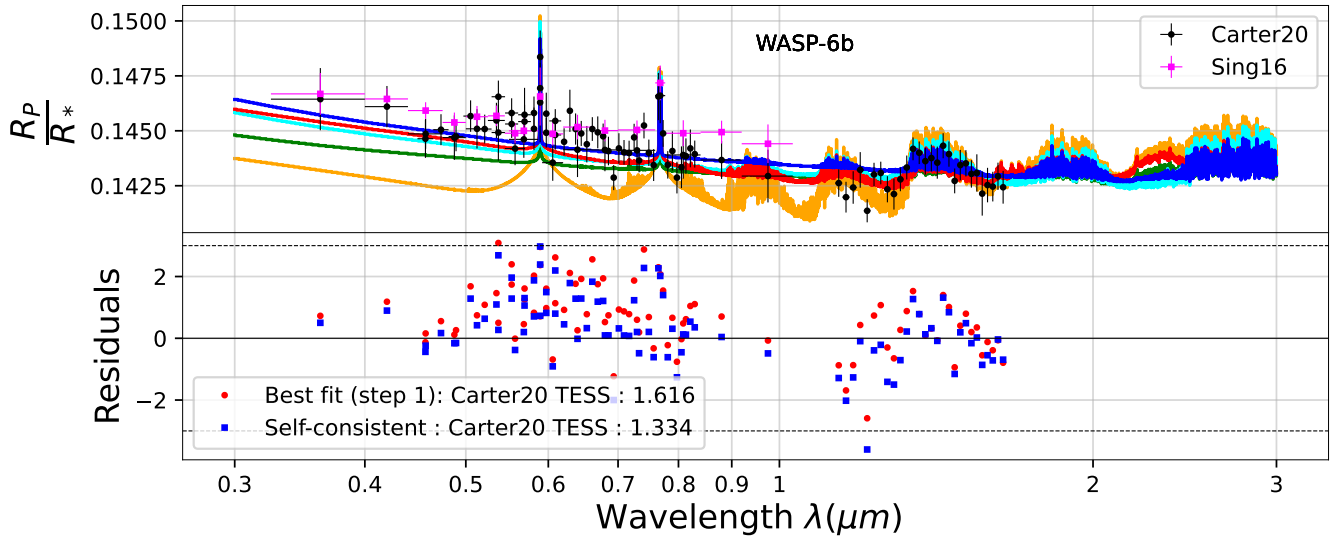 0.1500
0.1475
0.1450
0.1425
R_P
R_*
WASP-6b
Carter20
Sing16
2
0
−2
Residuals
Best fit (step 1): Carter20 TESS : 1.616
Self-consistent : Carter20 TESS : 1.334
0.3 0.4 0.5 0.6 0.7 0.8 0.9 1 2 3
Wavelength λ(μm)